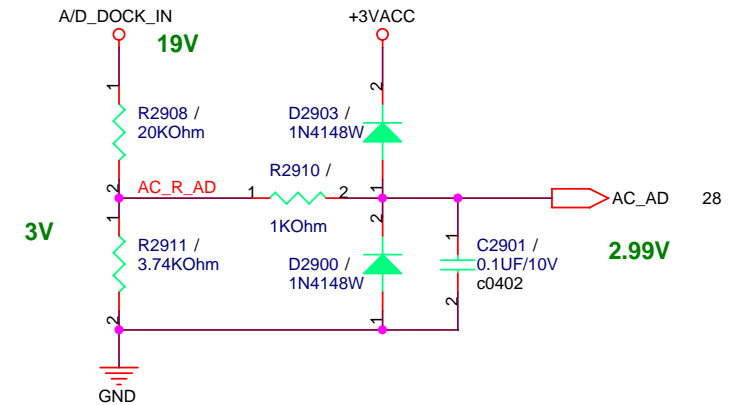 A/D_DOCK_IN
19V
+3VACC
1
2
R2908 /
20KOhm
D2903 /
1N4148W
R2910 /
2
AC_R_AD
1
2
1
AC_AD
28
1
1KOhm
2
1
3V
R2911 /
3.74KOhm
D2900 /
1N4148W
C2901 /
0.1UF/10V
c0402
2.99V
2
2
1
GND